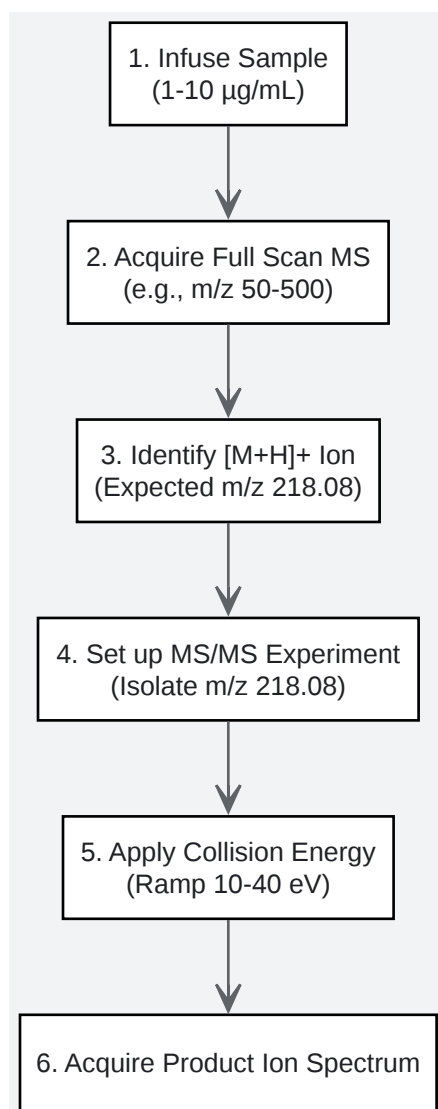 1. Infuse Sample
(1-10 µg/mL)
2. Acquire Full Scan MS
(e.g., m/z 50-500)
3. Identify [M+H]+ Ion
(Expected m/z 218.08)
4. Set up MS/MS Experiment
(Isolate m/z 218.08)
5. Apply Collision Energy
(Ramp 10-40 eV)
6. Acquire Product Ion Spectrum